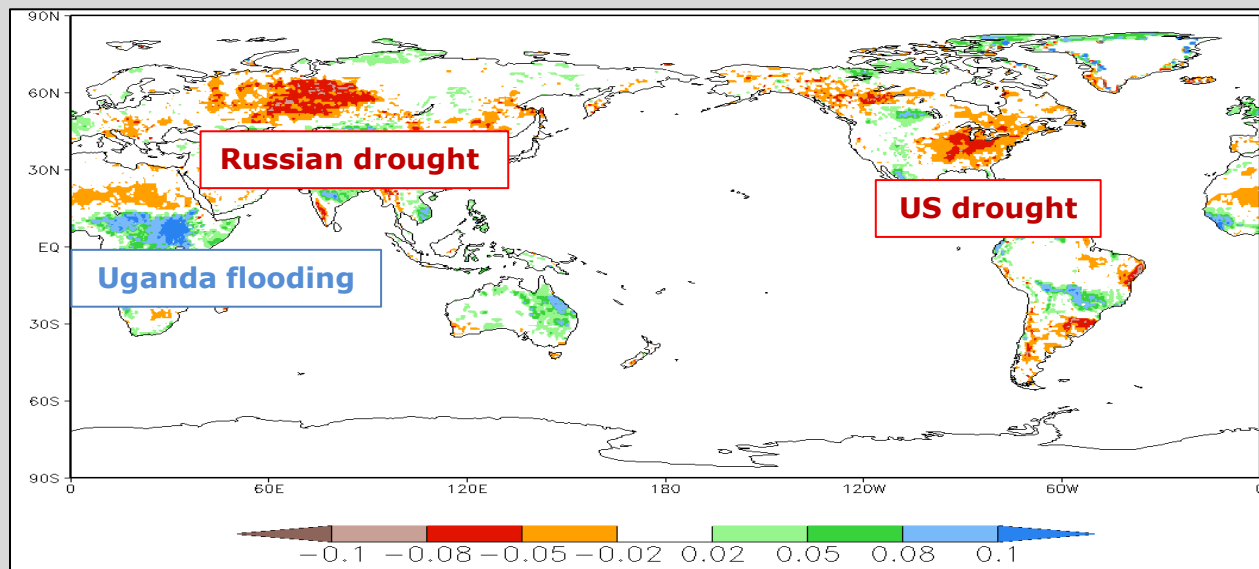 90N
60N
Russian drought
30N
US drought
EQ
Uganda flooding
30S
60S
90S
0 60E 120E 180 120W 60W 0
−0.1 −0.08 −0.05 −0.02 0.02 0.05 0.08 0.1